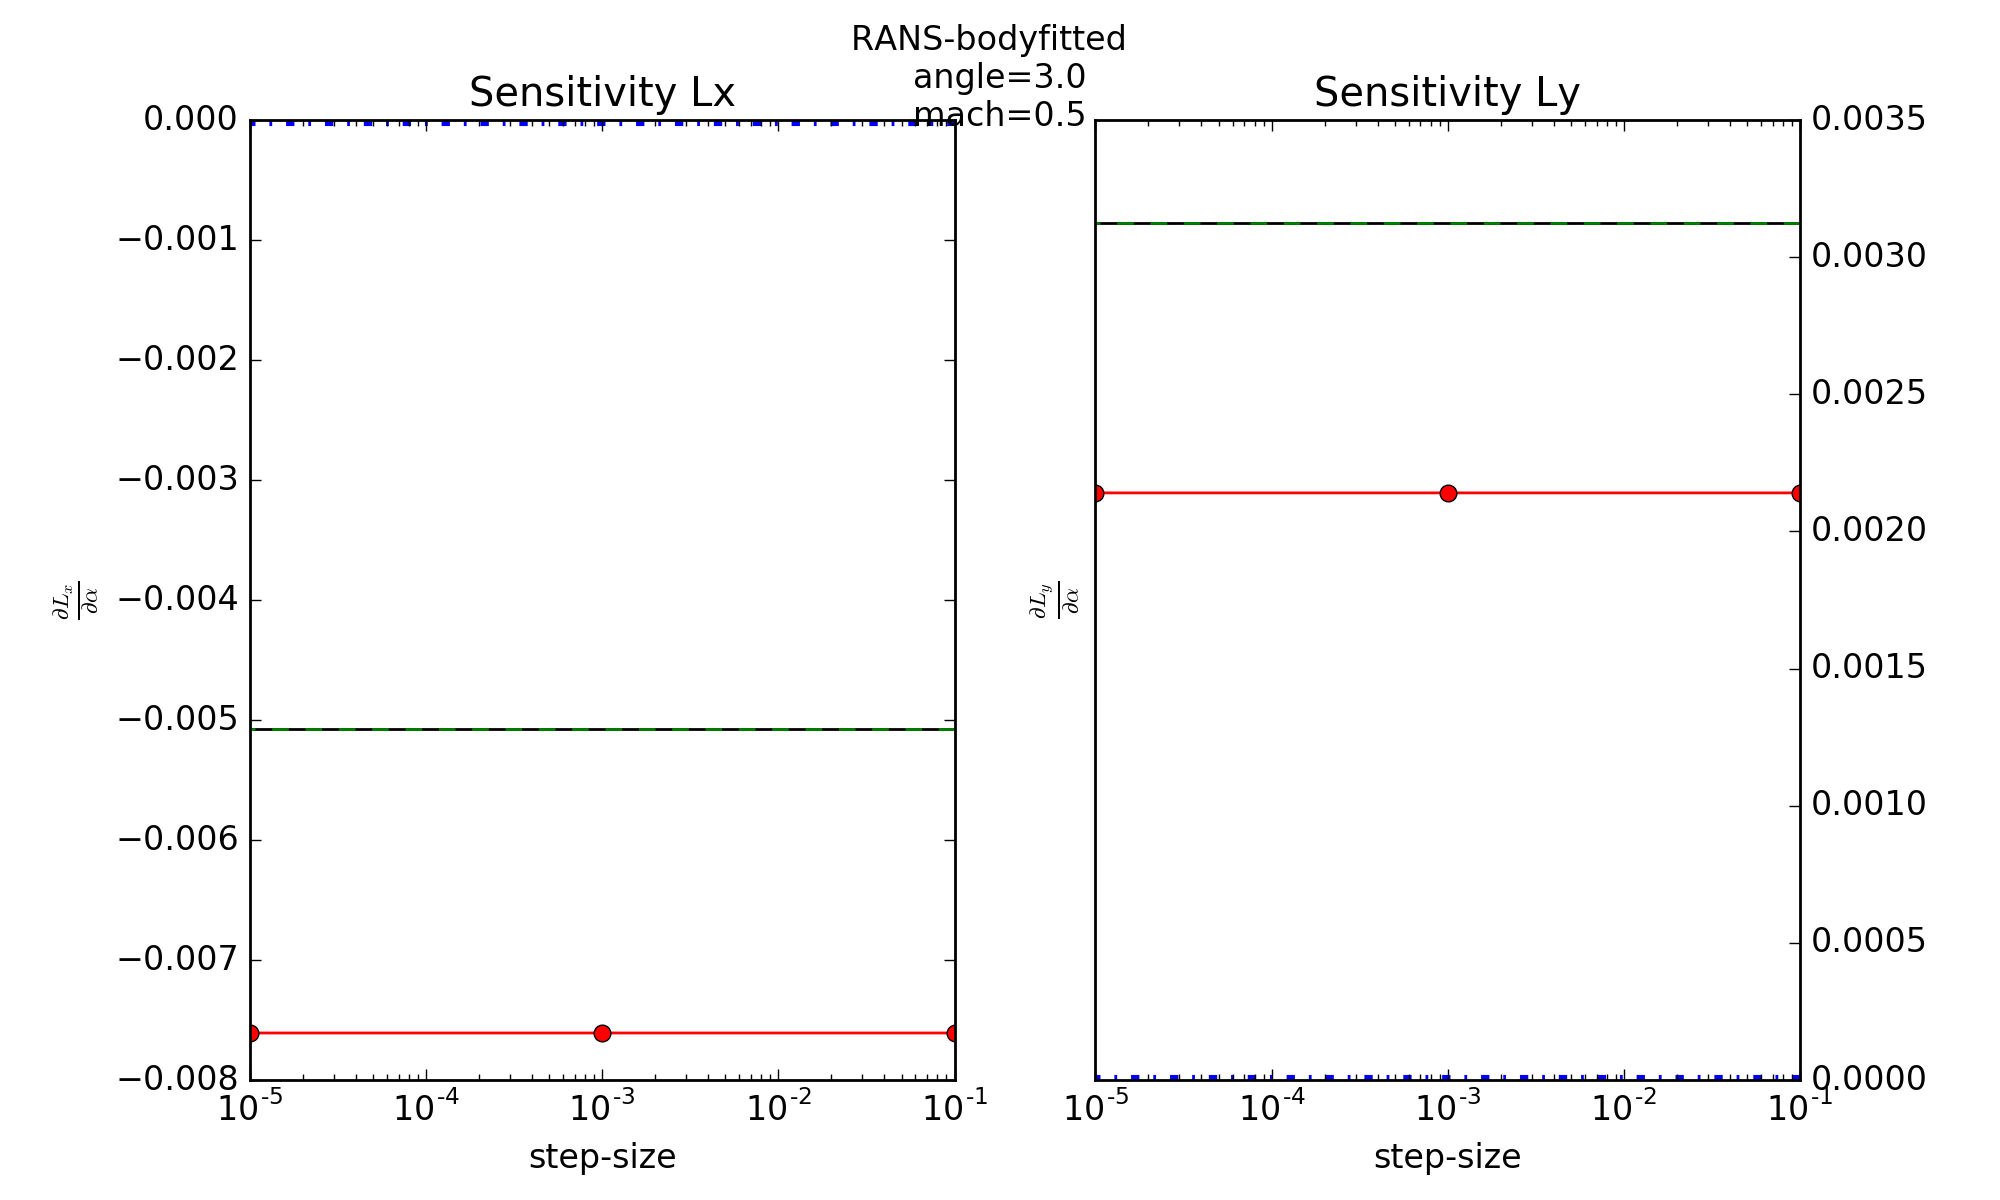 RANS-bodyfitted
angle=3.0
mach=0.5
Sensitivity Lx
0.000
−0.001
−0.002
−0.003
−0.004
−0.005
−0.006
−0.007
−0.008
∂Lₓ/∂α
10⁻⁵ 10⁻⁴ 10⁻³ 10⁻² 10⁻¹
step-size
Sensitivity Ly
∂L_y/∂α
0.0035
0.0030
0.0025
0.0020
0.0015
0.0010
0.0005
0.0000
10⁻⁵ 10⁻⁴ 10⁻³ 10⁻² 10⁻¹
step-size